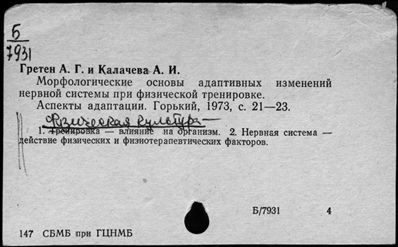 Б
7931
Гретен А. Г. и Калачева А. И.
Морфологические основы адаптивных изменений
нервной системы при физической тренировке.
Аспекты адаптации. Горький, 1973, с. 21—23.
Физическая культура —
1. Тренировка — влияние на организм. 2. Нервная система —
действие физических и физиотерапевтических факторов.
Б/7931 4
147 СБМБ при ГЦНМБ